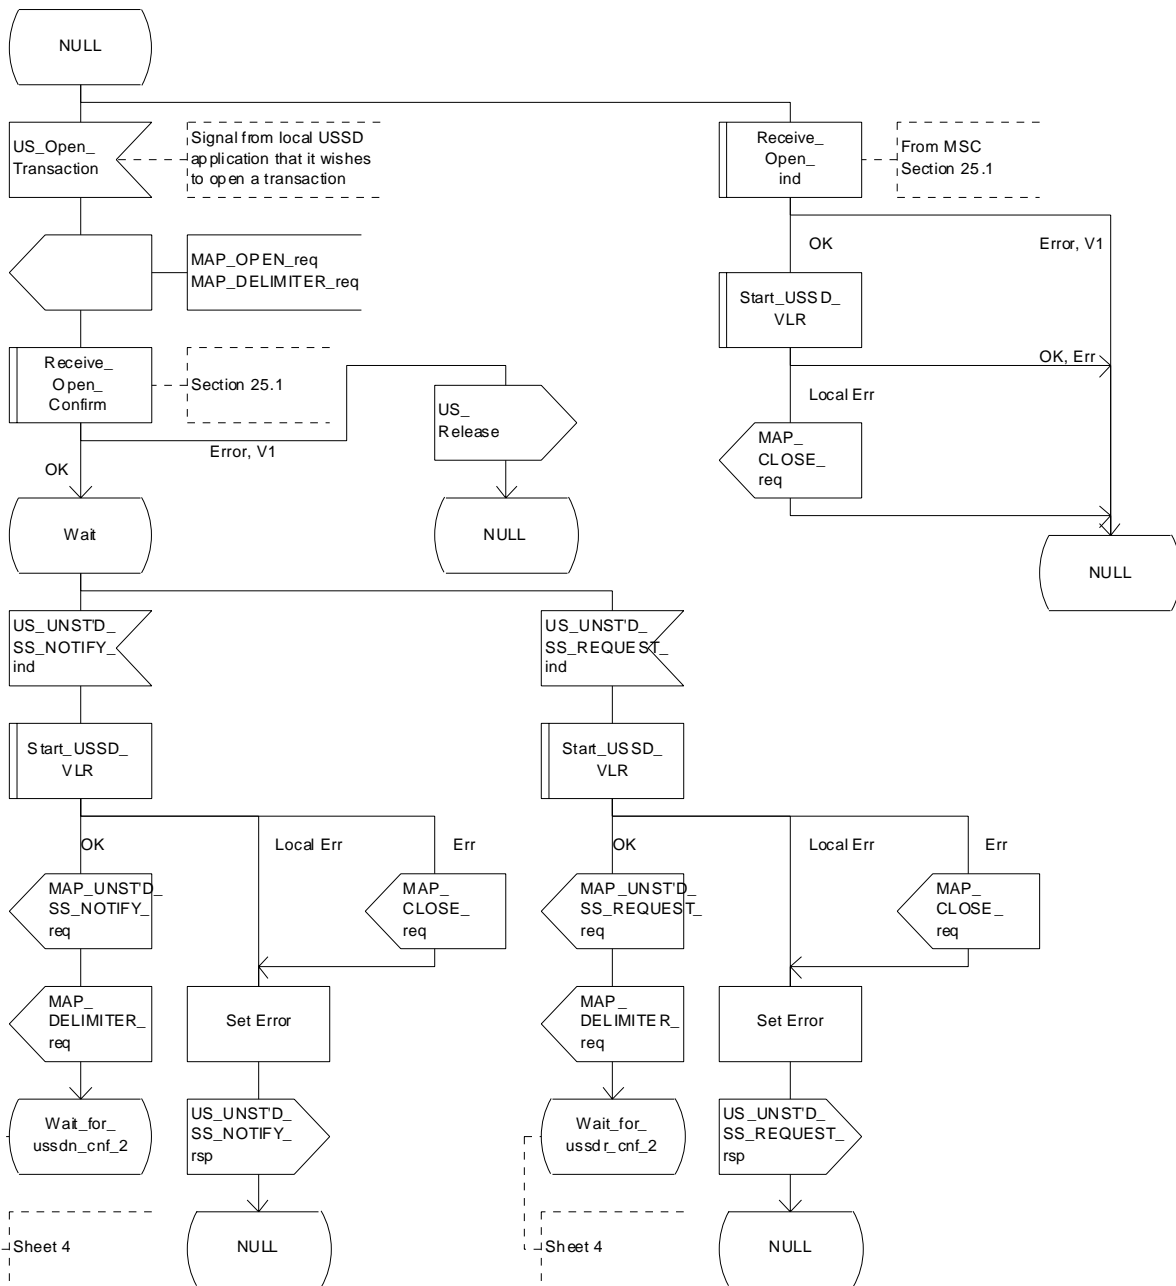 NULL
US_Open_
Transaction
Signal from local USSD
application that it wishes
to open a transaction
Receive_
Open_
ind
From MSC
Section 25.1
MAP_OPEN_req
MAP_DELIMITER_req
OK
Error, V1
Start_USSD_
VLR
Receive_
Open_
Confirm
Section 25.1
OK, Err
Local Err
US_
Release
MAP_
CLOSE_
req
Error, V1
OK
Wait
NULL
NULL
US_UNST'D_
SS_NOTIFY_
ind
US_UNST'D_
SS_REQUEST_
ind
Start_USSD_
VLR
Start_USSD_
VLR
OK
Local Err
Err
OK
Local Err
Err
MAP_UNST'D_
SS_NOTIFY_
req
MAP_
CLOSE_
req
MAP_UNST'D_
SS_REQUEST_
req
MAP_
CLOSE_
req
MAP_
DELIMITER_
req
Set Error
MAP_
DELIMITER_
req
Set Error
Wait_for_
ussdn_cnf_2
US_UNST'D_
SS_NOTIFY_
rsp
Wait_for_
ussdr_cnf_2
US_UNST'D_
SS_REQUEST_
rsp
Sheet 4
NULL
Sheet 4
NULL